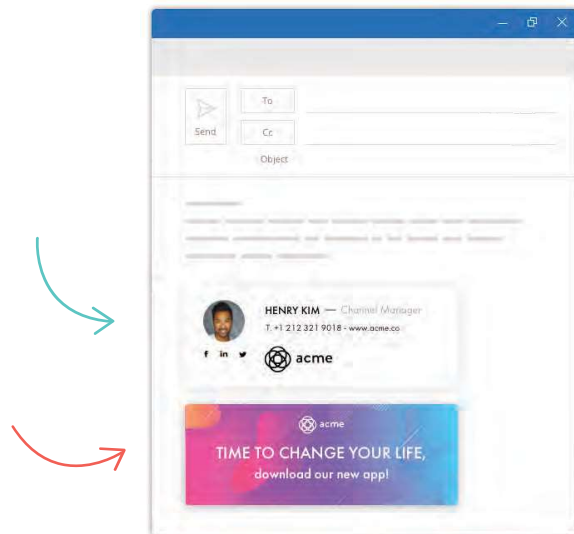 To
Send
Cc
Object
HENRY KIM — Channel Manager
T. +1 212 321 9018 - www.acme.co
f in
acme
acme
TIME TO CHANGE YOUR LIFE,
download our new app!